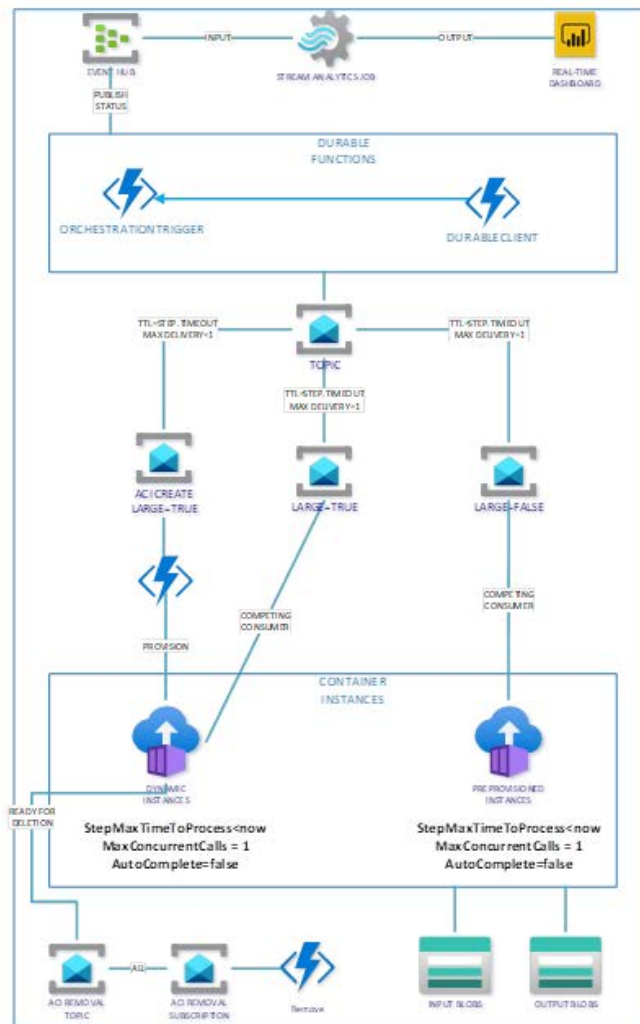 INPUT
OUTPUT
EVENT HUB
STREAM ANALYTICS JOB
REAL-TIME
DASHBOARD
PUBLISH
STATUS
DURABLE
FUNCTIONS
ORCHESTRATION TRIGGER
DURABLE CLIENT
TTL=STEP.TIMEOUT
MAX DELIVERY=1
TTL=STEP.TIMEOUT
MAX DELIVERY=1
TOPIC
TTL=STEP.TIMEOUT
MAX DELIVERY=1
ACI CREATE
LARGE=TRUE
LARGE=TRUE
LARGE=FALSE
COMPETING
CONSUMER
COMPETING
CONSUMER
PROVISION
CONTAINER
INSTANCES
DYNAMIC
INSTANCES
PREPROVISIONED
INSTANCES
READY FOR
DELETION
StepMaxTimeToProcess<now
MaxConcurrentCalls = 1
AutoComplete=false
StepMaxTimeToProcess<now
MaxConcurrentCalls = 1
AutoComplete=false
ALL
ACI REMOVAL
TOPIC
ACI REMOVAL
SUBSCRIPTION
Remove
INPUT BLOBS
OUTPUT BLOBS